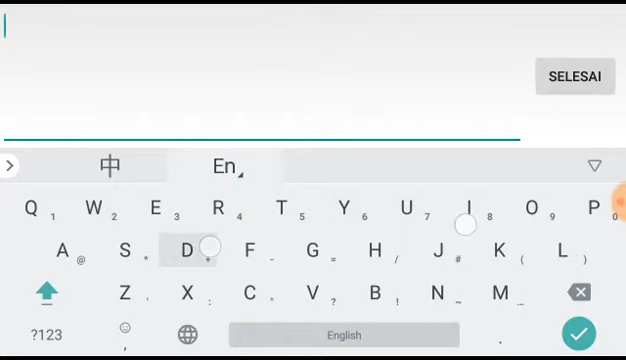 SELESAI
中 En
Q 1 W 2 E 3 R 4 T 5 Y 6 U 7 I 8 O 9 P 0
A @ S * D + F - G = H / J # K ( L )
Z ' X : C " V ? B ! N ~ M …
?123 , English .